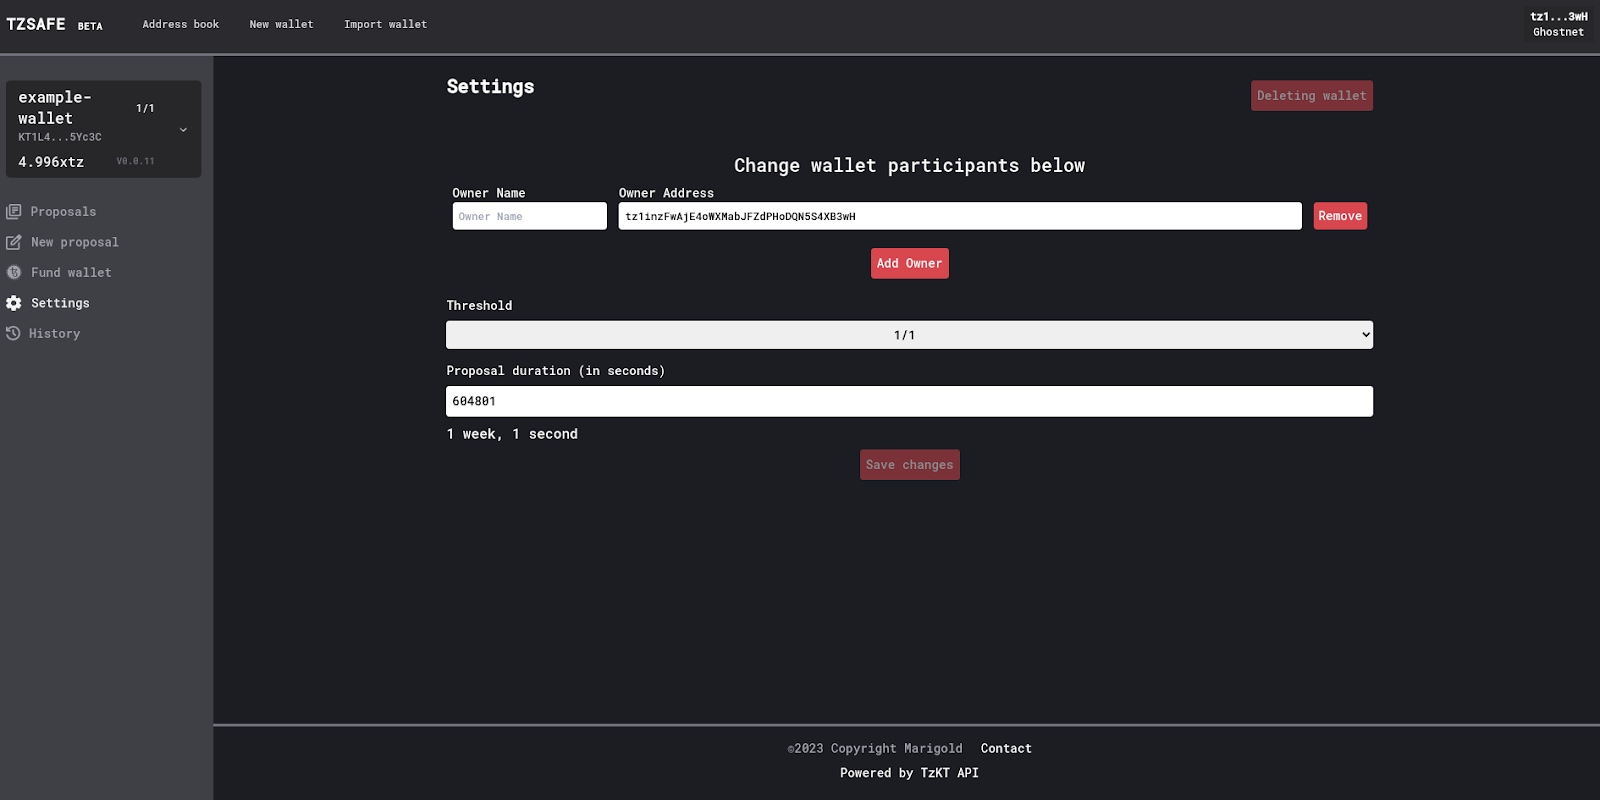 TZSAFE BETA Address book New wallet Import wallet
tz1...3wH
Ghostnet
example-
wallet
1/1
KT1L4...5Yc3C
4.996xtz V0.0.11
Proposals
New proposal
Fund wallet
Settings
History
Settings
Deleting wallet
Change wallet participants below
Owner Name Owner Address
Owner Name tz1inzFwAjE4oWXMabJFZdPHoDQN5S4XB3wH Remove
Add Owner
Threshold
1/1
Proposal duration (in seconds)
604801
1 week, 1 second
Save changes
©2023 Copyright Marigold Contact
Powered by TzKT API